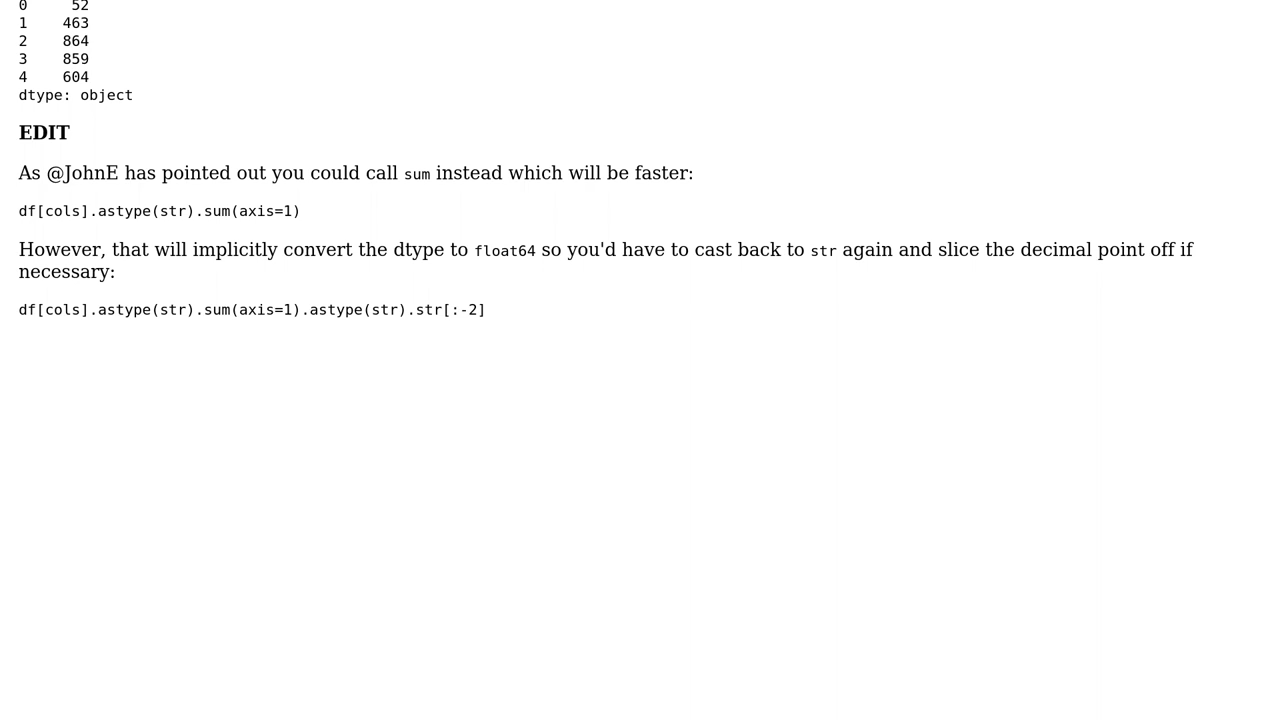 0     52
1    463
2    864
3    859
4    604
dtype: object
EDIT
As @JohnE has pointed out you could call sum instead which will be faster:
df[cols].astype(str).sum(axis=1)
However, that will implicitly convert the dtype to float64 so you'd have to cast back to str again and slice the decimal point off if
necessary:
df[cols].astype(str).sum(axis=1).astype(str).str[:-2]